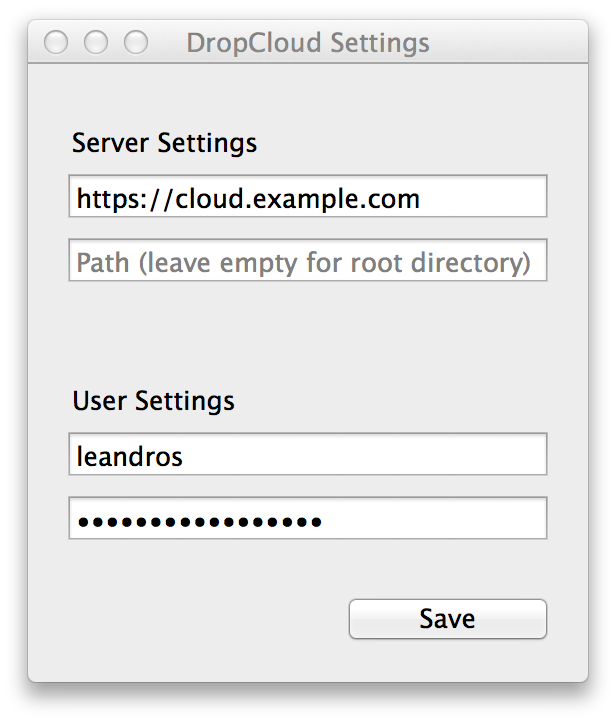 DropCloud Settings
Server Settings
https://cloud.example.com
Path (leave empty for root directory)
User Settings
leandros
•••••••••••••••••
Save